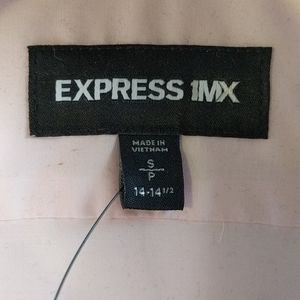 EXPRESS 1MX
MADE IN
VIETNAM
S
P
14-14 1/2